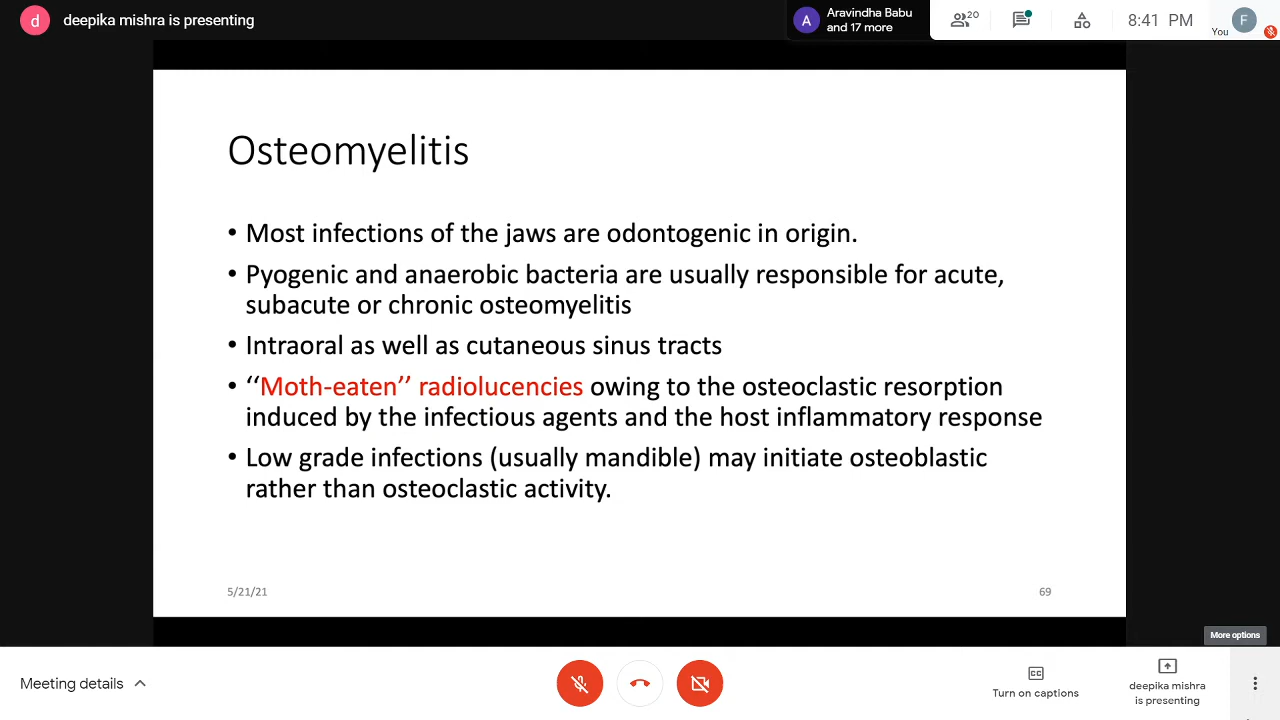 d deepika mishra is presenting
A Aravindha Babu
and 17 more
20
8:41 PM
F
You
Osteomyelitis
• Most infections of the jaws are odontogenic in origin.
• Pyogenic and anaerobic bacteria are usually responsible for acute,
subacute or chronic osteomyelitis
• Intraoral as well as cutaneous sinus tracts
• ‘‘Moth-eaten’’ radiolucencies owing to the osteoclastic resorption
induced by the infectious agents and the host inflammatory response
• Low grade infections (usually mandible) may initiate osteoblastic
rather than osteoclastic activity.
5/21/21
69
More options
Meeting details
CC
Turn on captions
deepika mishra
is presenting